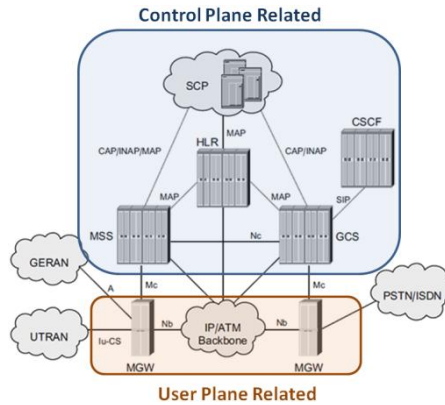 Control Plane Related
SCP
CSCF
MAP
HLR
CAP/INAP/MAP
CAP/INAP
MAP
MAP
SIP
MSS
Nc
GCS
GERAN
A
Mc
Mc
PSTN/ISDN
UTRAN
Iu-CS
Nb
IP/ATM
Backbone
Nb
MGW
MGW
User Plane Related